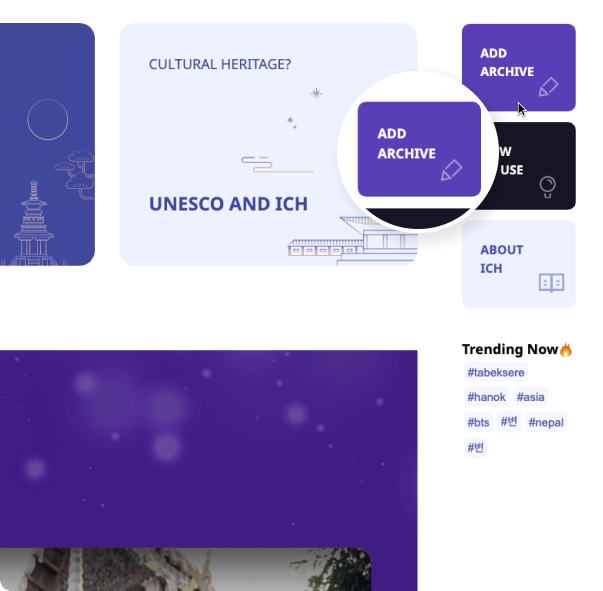 CULTURAL HERITAGE?
UNESCO AND ICH
ADD
ARCHIVE
ADD
ARCHIVE
W
USE
ABOUT
ICH
Trending Now🔥
#tabeksere
#hanok #asia
#bts #변 #nepal
#변